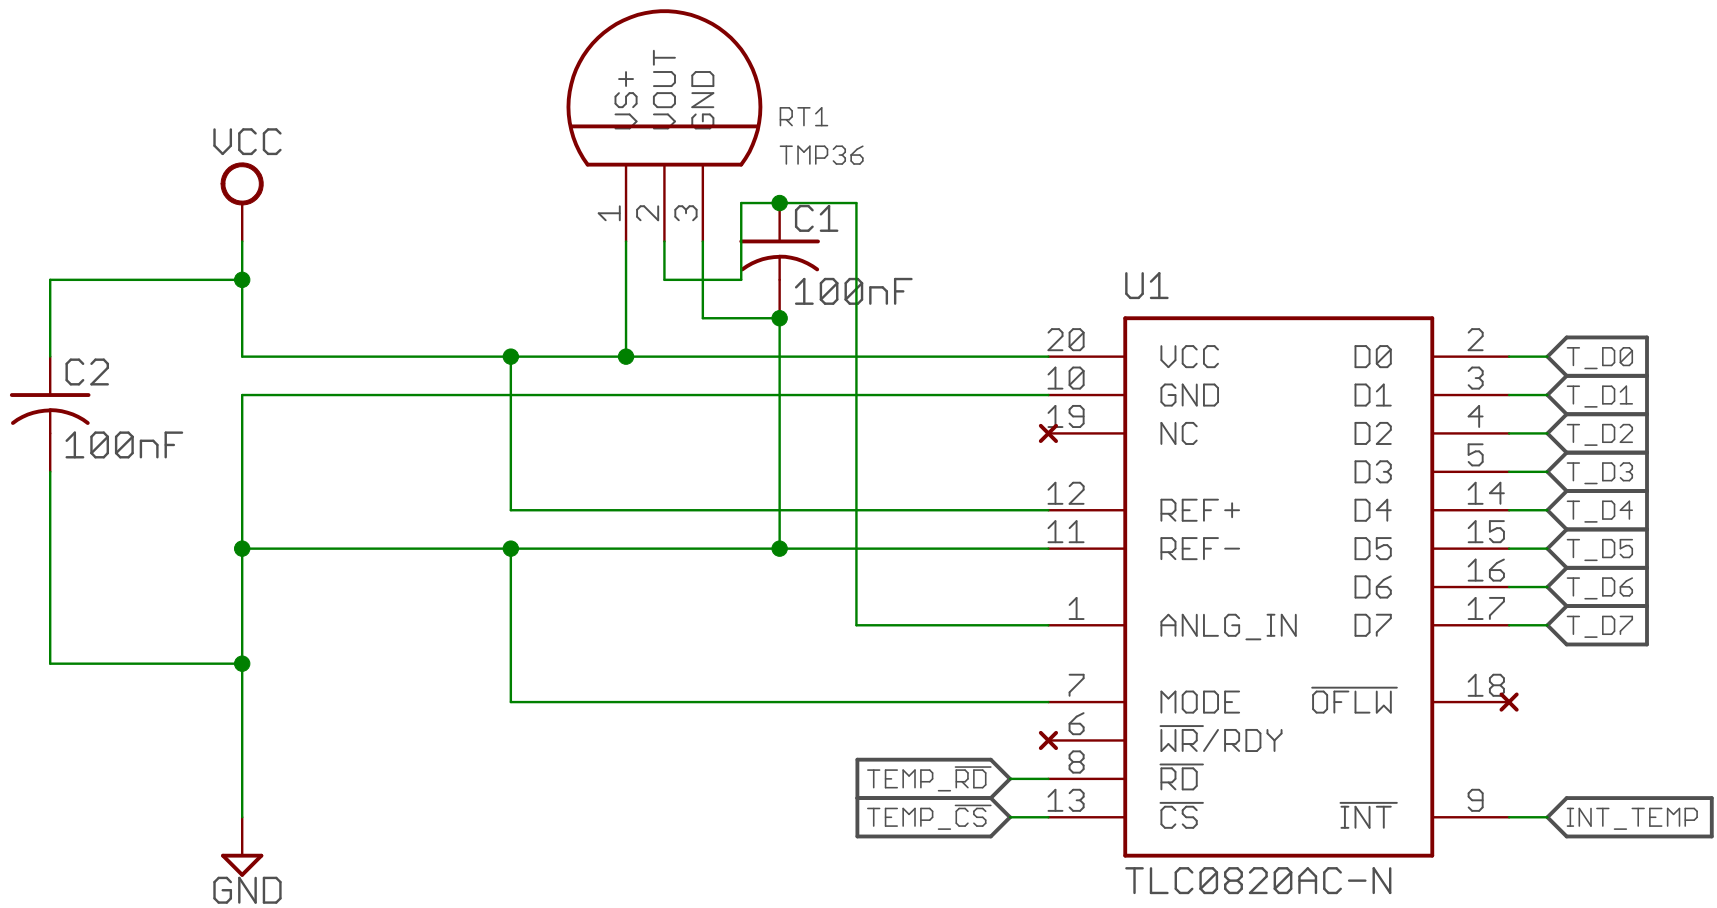 VS+
VOUT
GND
RT1
TMP36
VCC
1
2
3
C1
100nF
C2
100nF
GND
U1
20
VCC
10
GND
19
NC
12
REF+
11
REF-
1
ANLG_IN
7
MODE
6
WR/RDY
8
RD
13
CS
TEMP_RD
TEMP_CS
D0
2
T_D0
D1
3
T_D1
D2
4
T_D2
D3
5
T_D3
D4
14
T_D4
D5
15
T_D5
D6
16
T_D6
D7
17
T_D7
OFLW
18
INT
9
INT_TEMP
TLC0820AC-N